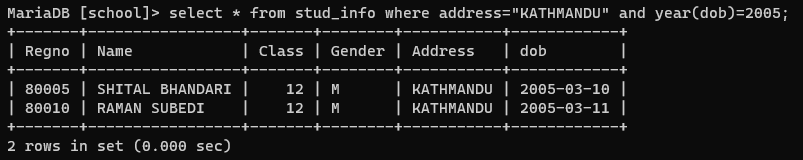 MariaDB [school]> select * from stud_info where address="KATHMANDU" and year(dob)=2005;
+-------+-----------------+-------+--------+-----------+------------+
| Regno | Name            | Class | Gender | Address   | dob        |
+-------+-----------------+-------+--------+-----------+------------+
| 80005 | SHITAL BHANDARI |    12 | M      | KATHMANDU | 2005-03-10 |
| 80010 | RAMAN SUBEDI    |    12 | M      | KATHMANDU | 2005-03-11 |
+-------+-----------------+-------+--------+-----------+------------+
2 rows in set (0.000 sec)